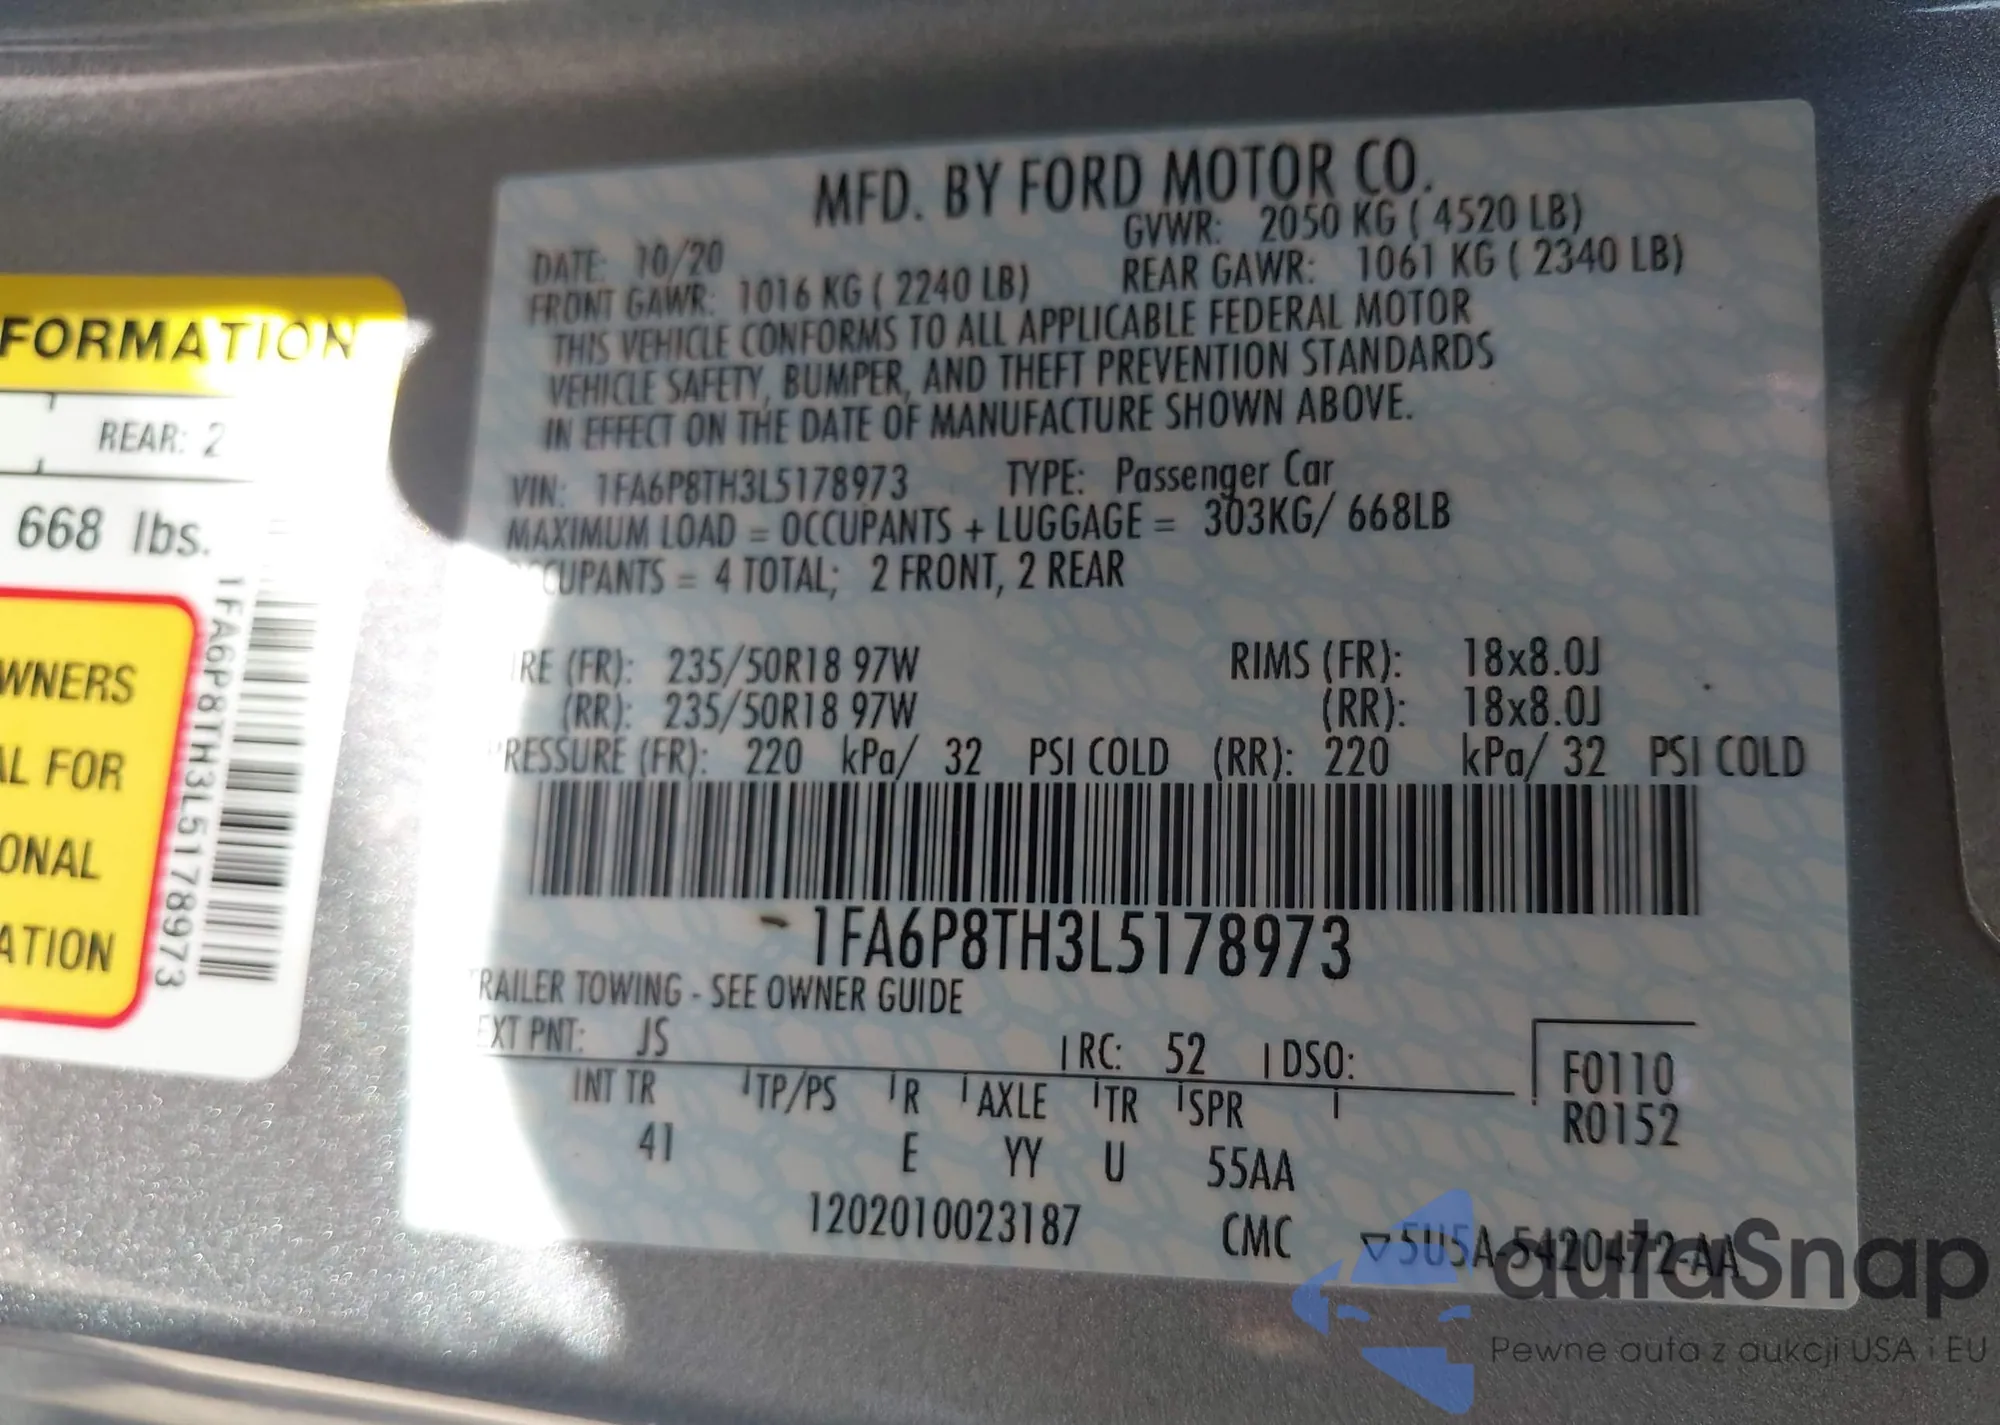 FORMATION
REAR: 2
668 lbs.
WNERS
AL FOR
ONAL
ATION
1FA6P8TH3L5178973
MFD. BY FORD MOTOR CO.
DATE: 10/20 GVWR: 2050 KG ( 4520 LB)
FRONT GAWR: 1016 KG ( 2240 LB) REAR GAWR: 1061 KG ( 2340 LB)
THIS VEHICLE CONFORMS TO ALL APPLICABLE FEDERAL MOTOR
VEHICLE SAFETY, BUMPER, AND THEFT PREVENTION STANDARDS
IN EFFECT ON THE DATE OF MANUFACTURE SHOWN ABOVE.
VIN: 1FA6P8TH3L5178973 TYPE: Passenger Car
MAXIMUM LOAD = OCCUPANTS + LUGGAGE = 303KG/ 668LB
CUPANTS = 4 TOTAL; 2 FRONT, 2 REAR
IRE (FR): 235/50R18 97W RIMS (FR): 18x8.0J
(RR): 235/50R18 97W (RR): 18x8.0J
PRESSURE (FR): 220 kPa/ 32 PSI COLD (RR): 220 kPa/ 32 PSI COLD
1FA6P8TH3L5178973
TRAILER TOWING - SEE OWNER GUIDE
EXT PNT: JS RC: 52 DSO:
F0110
R0152
INT TR TP/PS R AXLE TR SPR
41 E YY U 55AA
1202010023187 CMC ▽5U5A-5420472-AA
autaSnap
Pewne auta z aukcji USA i EU